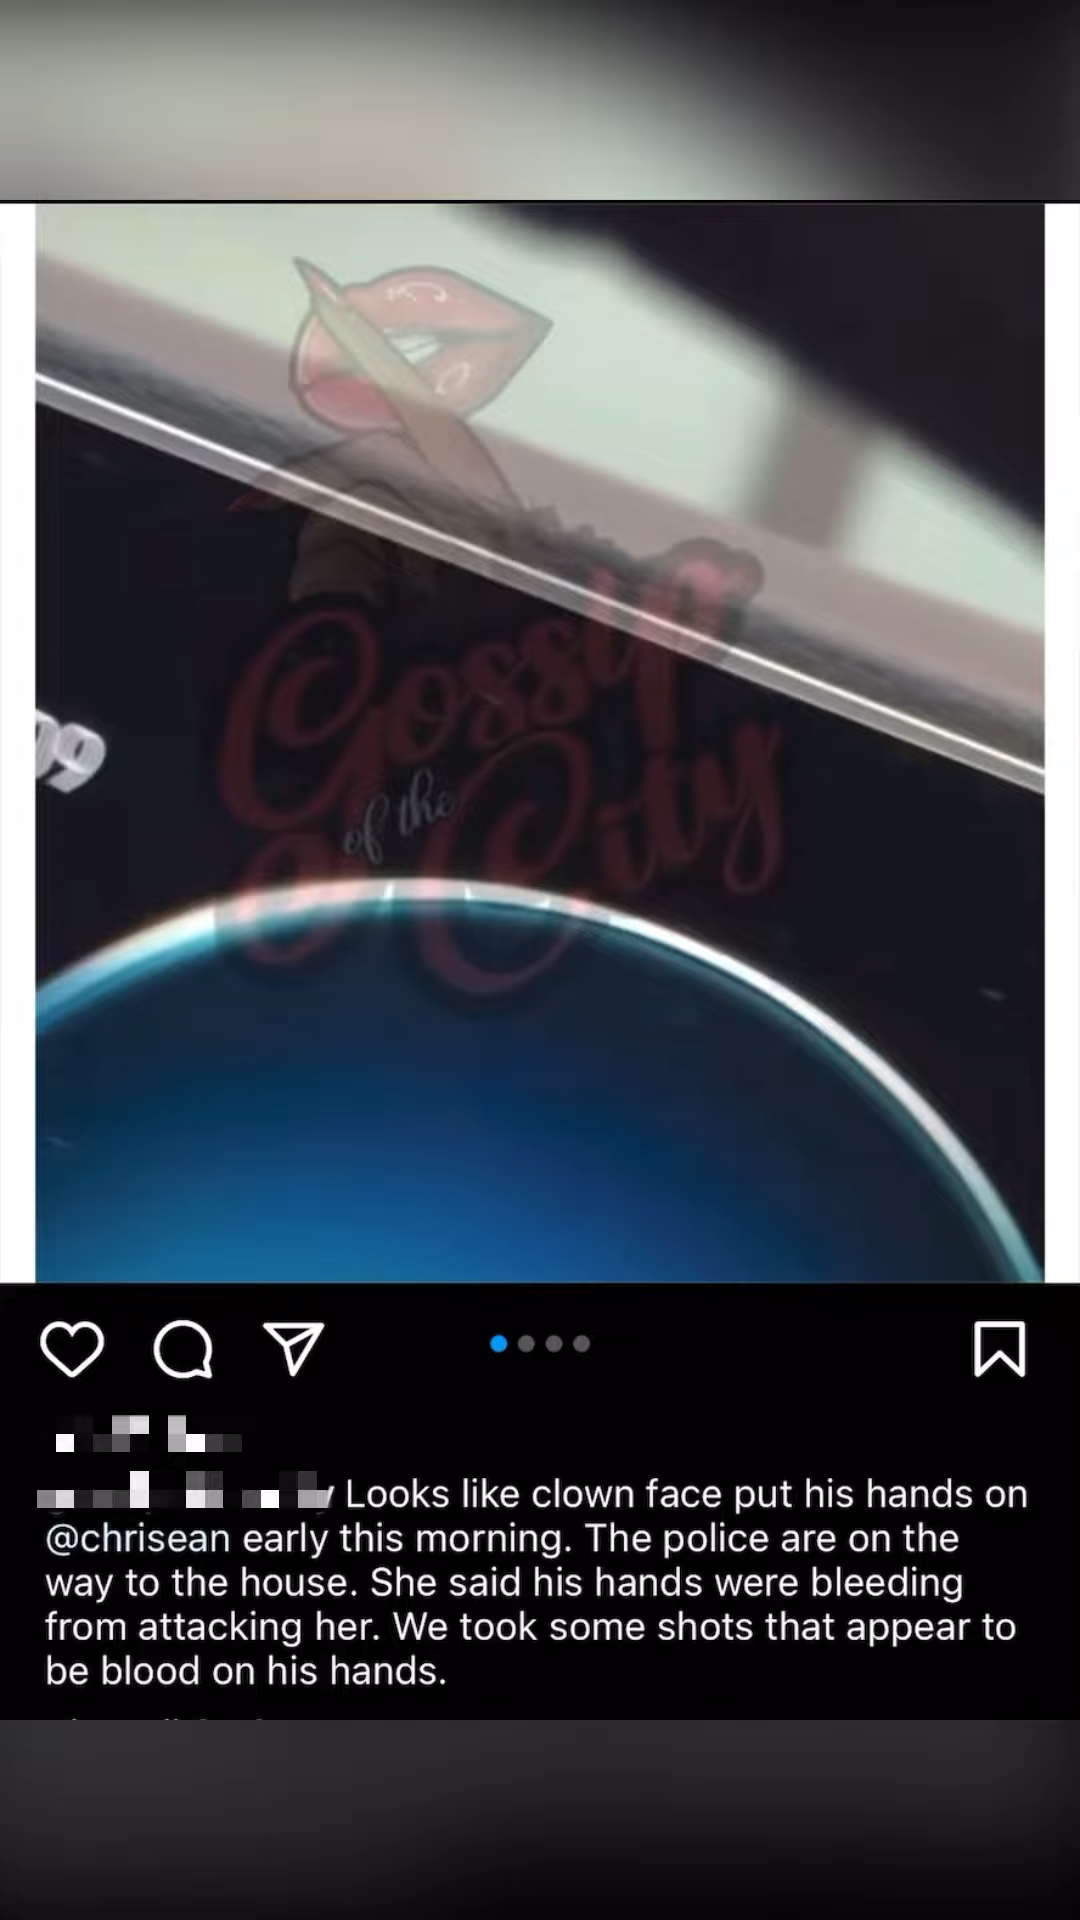 Gossip
of the
City
Looks like clown face put his hands on
@chrisean early this morning. The police are on the
way to the house. She said his hands were bleeding
from attacking her. We took some shots that appear to
be blood on his hands.